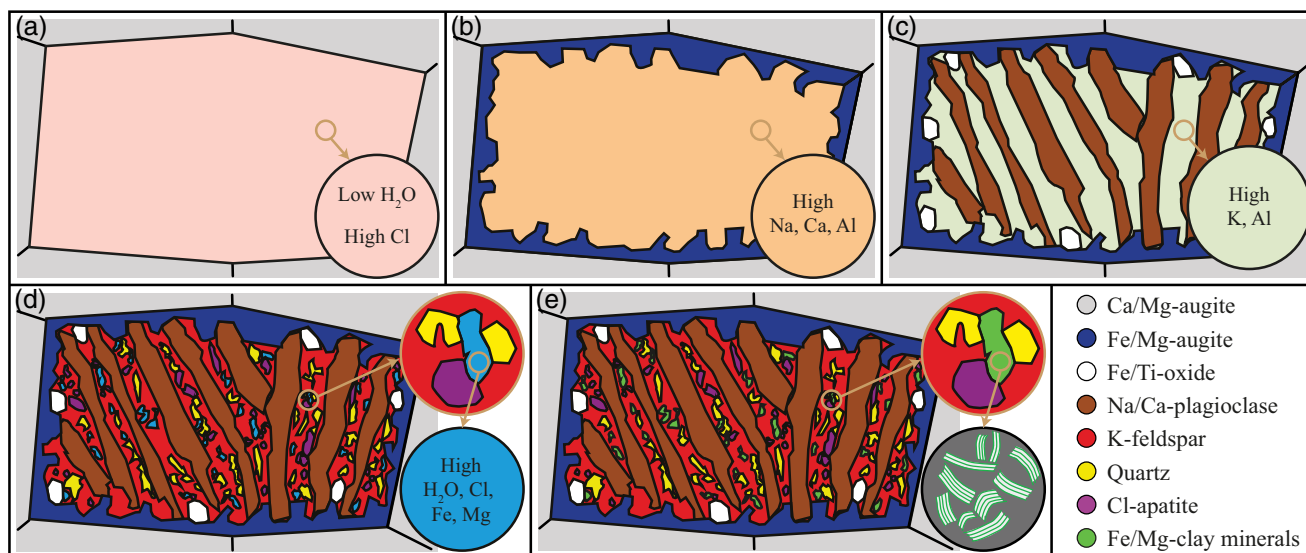 (a)
Low H₂O
High Cl
(b)
High
Na, Ca, Al
(c)
High
K, Al
(d)
High
H₂O, Cl,
Fe, Mg
(e)
Ca/Mg-augite
Fe/Mg-augite
Fe/Ti-oxide
Na/Ca-plagioclase
K-feldspar
Quartz
Cl-apatite
Fe/Mg-clay minerals